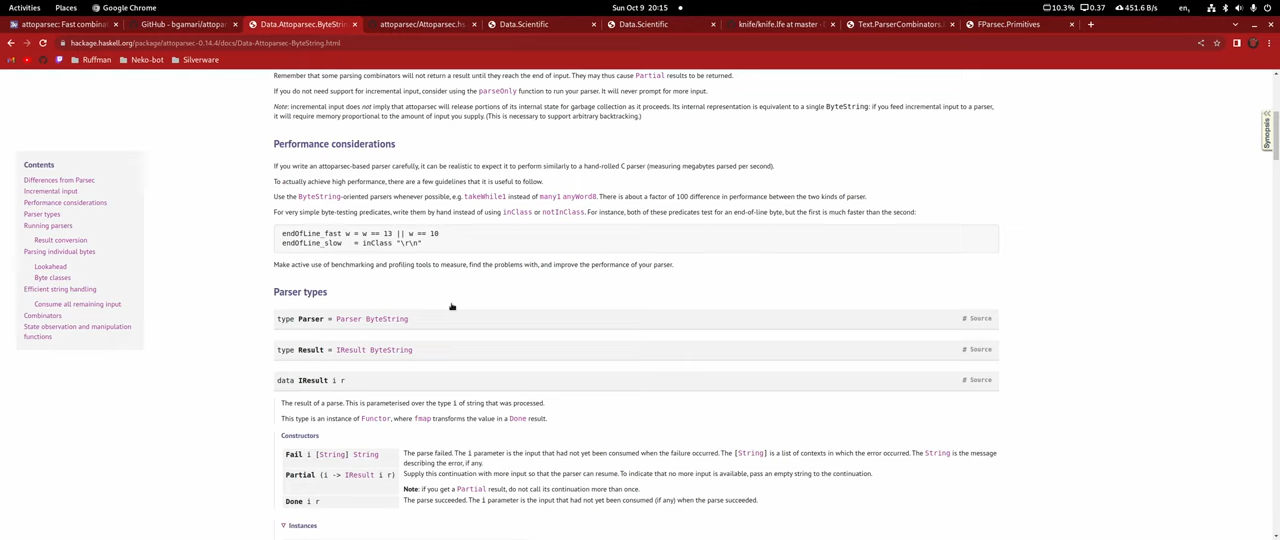 Activities Places Google Chrome Sun Oct 9 20:15 10.3% 0.37 451.6 B/s en
attoparsec: Fast combin GitHub - bgamari/attopa Data.Attoparsec.ByteStrin attoparsec/Attoparsec.hs Data.Scientific Data.Scientific knife/knife.lfe at master · Text.ParserCombinators. FParsec.Primitives
hackage.haskell.org/package/attoparsec-0.14.4/docs/Data-Attoparsec-ByteString.html
Ruffman Neko-bot Silverware
Remember that some parsing combinators will not return a result until they reach the end of input. They may thus cause Partial results to be returned.
If you do not need support for incremental input, consider using the parseOnly function to run your parser. It will never prompt for more input.
Note: incremental input does not imply that attoparsec will release portions of its internal state for garbage collection as it proceeds. Its internal representation is equivalent to a single ByteString: if you feed incremental input to a parser,
it will require memory proportional to the amount of input you supply. (This is necessary to support arbitrary backtracking.)
Performance considerations
If you write an attoparsec-based parser carefully, it can be realistic to expect it to perform similarly to a hand-rolled C parser (measuring megabytes parsed per second).
To actually achieve high performance, there are a few guidelines that it is useful to follow.
Use the ByteString-oriented parsers whenever possible, e.g. takeWhile1 instead of many1 anyWord8. There is about a factor of 100 difference in performance between the two kinds of parser.
For very simple byte-testing predicates, write them by hand instead of using inClass or notInClass. For instance, both of these predicates test for an end-of-line byte, but the first is much faster than the second:
endOfLine_fast w = w == 13 || w == 10
endOfLine_slow = inClass "\r\n"
Make active use of benchmarking and profiling tools to measure, find the problems with, and improve the performance of your parser.
Parser types
type Parser = Parser ByteString # Source
type Result = IResult ByteString # Source
data IResult i r # Source
The result of a parse. This is parameterised over the type i of string that was processed.
This type is an instance of Functor, where fmap transforms the value in a Done result.
Constructors
Fail i [String] String The parse failed. The i parameter is the input that had not yet been consumed when the failure occurred. The [String] is a list of contexts in which the error occurred. The String is the message
describing the error, if any.
Partial (i -> IResult i r) Supply this continuation with more input so that the parser can resume. To indicate that no more input is available, pass an empty string to the continuation.
Note: if you get a Partial result, do not call its continuation more than once.
Done i r The parse succeeded. The i parameter is the input that had not yet been consumed (if any) when the parse succeeded.
Instances
Contents
Differences from Parsec
Incremental input
Performance considerations
Parser types
Running parsers
Result conversion
Parsing individual bytes
Lookahead
Byte classes
Efficient string handling
Consume all remaining input
Combinators
State observation and manipulation
functions
Synopsis